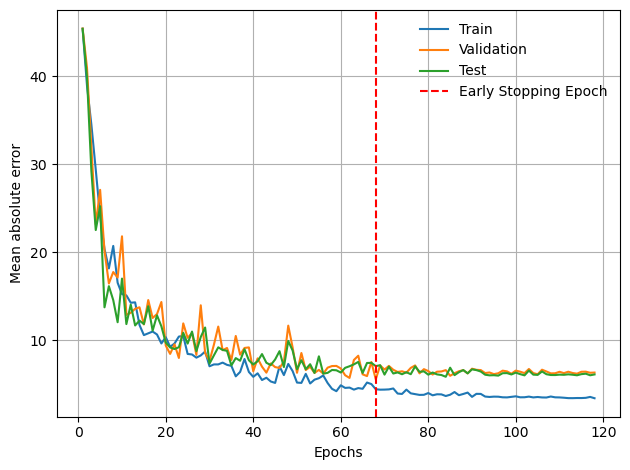 Train
Validation
Test
Early Stopping Epoch
Mean absolute error
40
30
20
10
0
20
40
60
80
100
120
Epochs